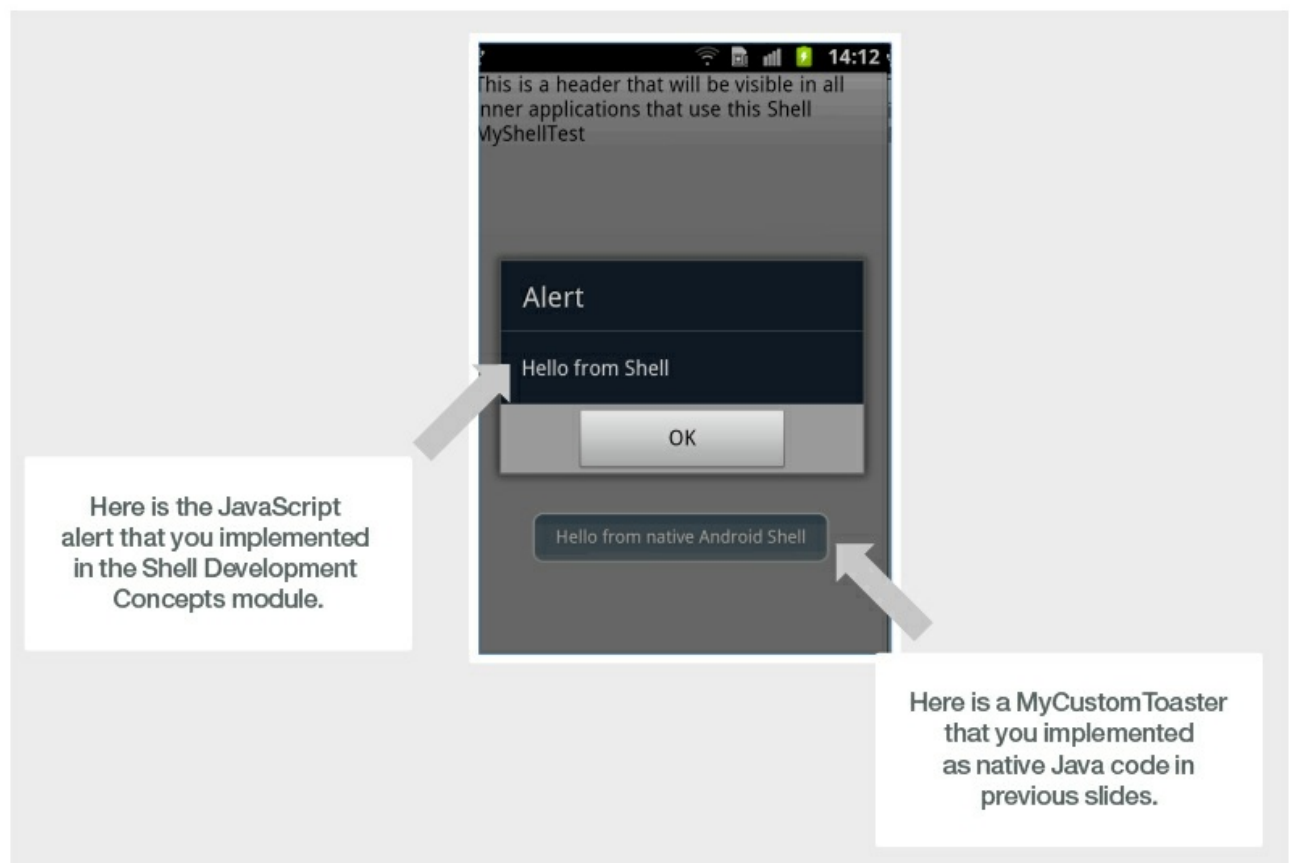 14:12
This is a header that will be visible in all
nner applications that use this Shell
MyShellTest
Alert
Hello from Shell
OK
Hello from native Android Shell
Here is the JavaScript
alert that you implemented
in the Shell Development
Concepts module.
Here is a MyCustomToaster
that you implemented
as native Java code in
previous slides.